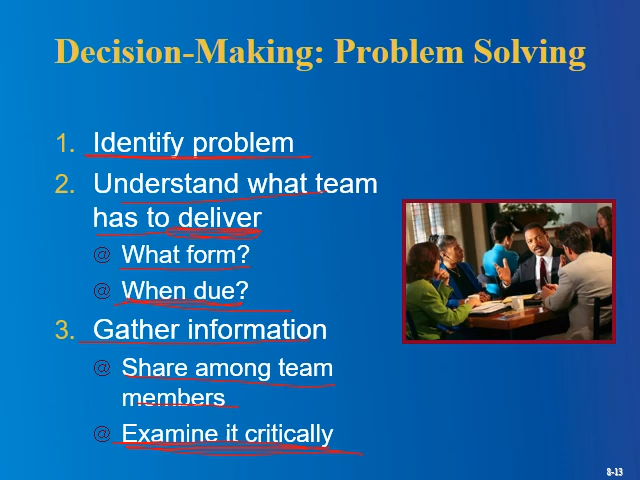 Decision-Making: Problem Solving
1. Identify problem
2. Understand what team
has to deliver
@ What form?
@ When due?
3. Gather information
@ Share among team
members
@ Examine it critically
8-13